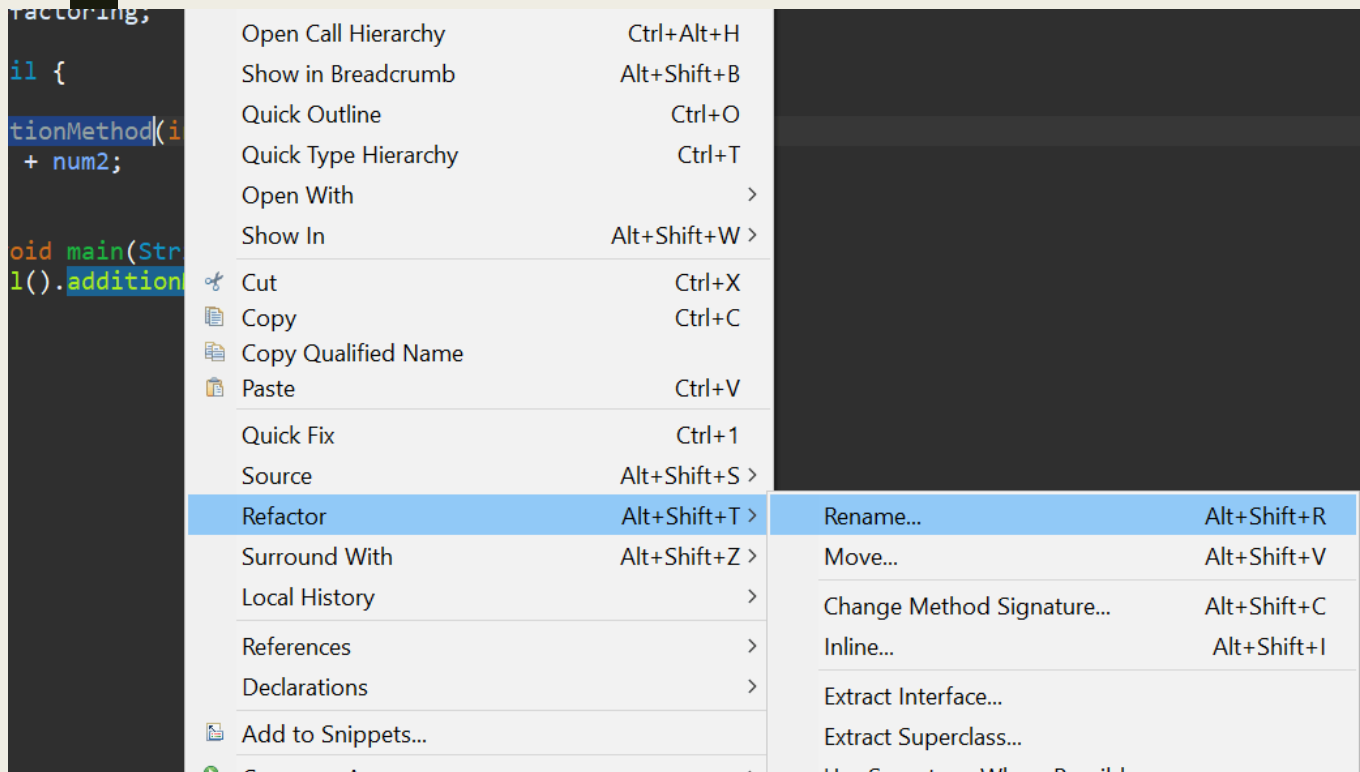 factoring;
il {
tionMethod(i
+ num2;
oid main(Str
l().addition
Open Call Hierarchy Ctrl+Alt+H
Show in Breadcrumb Alt+Shift+B
Quick Outline Ctrl+O
Quick Type Hierarchy Ctrl+T
Open With >
Show In Alt+Shift+W >
Cut Ctrl+X
Copy Ctrl+C
Copy Qualified Name
Paste Ctrl+V
Quick Fix Ctrl+1
Source Alt+Shift+S >
Refactor Alt+Shift+T >
Surround With Alt+Shift+Z >
Local History >
References >
Declarations >
Add to Snippets...
Rename... Alt+Shift+R
Move... Alt+Shift+V
Change Method Signature... Alt+Shift+C
Inline... Alt+Shift+I
Extract Interface...
Extract Superclass...